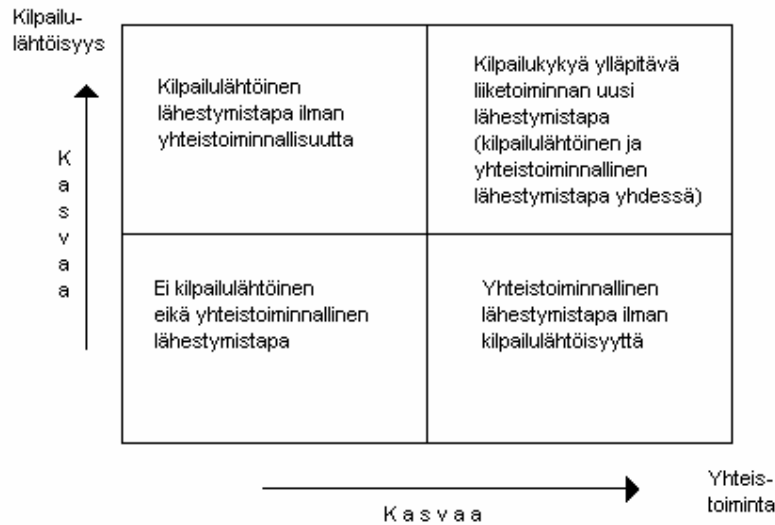 Kilpailu-
lähtöisyys
K
a
s
v
a
a
Kilpailulähtöinen
lähestymistapa ilman
yhteistoiminnallisuutta
Kilpailukykyä ylläpitävä
liiketoiminnan uusi
lähestymistapa
(kilpailulähtöinen ja
yhteistoiminnallinen
lähestymistapa yhdessä)
Ei kilpailulähtöinen
eikä yhteistoiminnallinen
lähestymistapa
Yhteistoiminnallinen
lähestymistapa ilman
kilpailulähtöisyyttä
K a s v a a
Yhteis-
toiminta